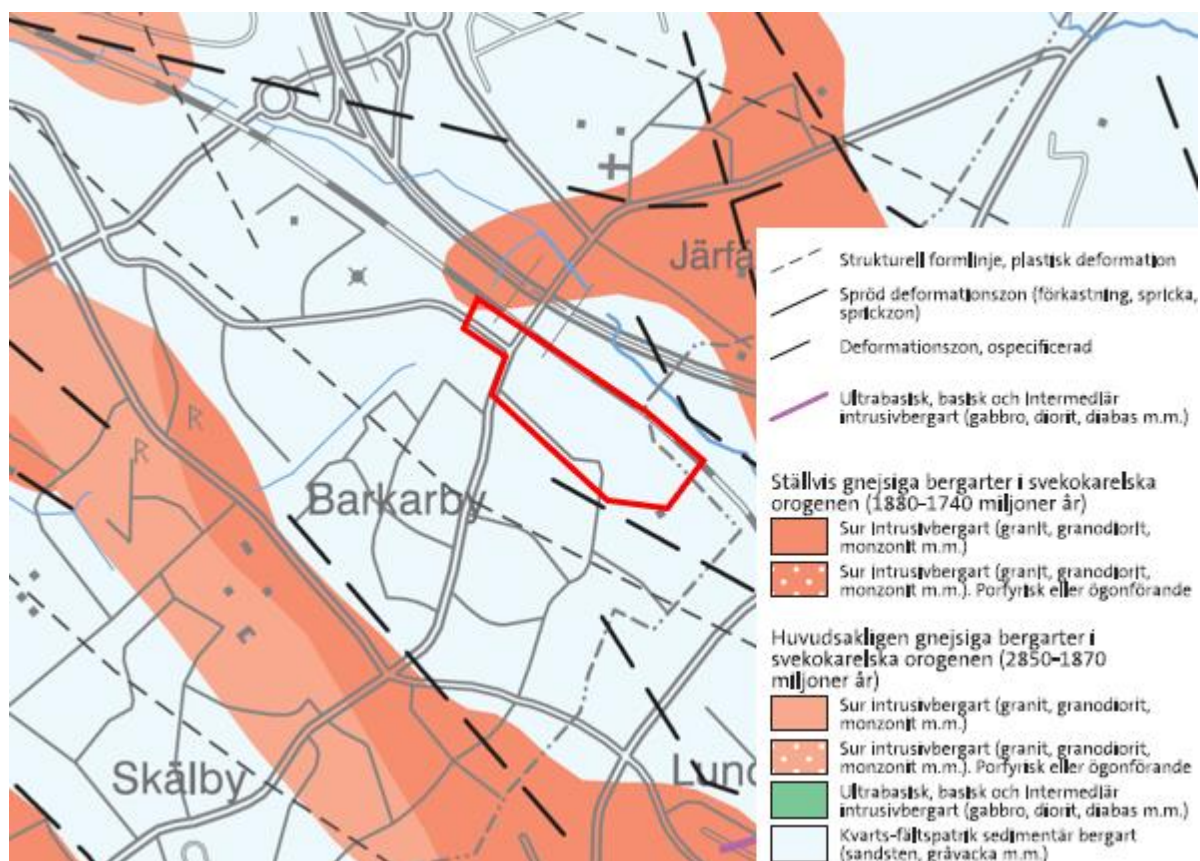 Järfä
Barkarby
Skälby
Lund
Strukturell formlinje, plastisk deformation
Spröd deformationszon (förkastning, spricka,
sprickzon)
Deformationszon, ospecificerad
Ultrabasisk, basisk och Intermedlär
intrusivbergart (gabbro, diorit, diabas m.m.)
Ställvis gnejsiga bergarter i svekokarelska
orogenen (1880-1740 miljoner år)
Sur Intrusivbergart (granit, granodiorit,
monzonit m.m.)
Sur Intrusivbergart (granit, granodiorit,
monzonit m.m.). Porfyrisk eller ögonförande
Huvudsakligen gnejsiga bergarter i
svekokarelska orogenen (2850-1870
miljoner år)
Sur Intrusivbergart (granit, granodiorit,
monzonit m.m.)
Sur intrusivbergart (granit, granodiorit,
monzonit m.m.). Porfyrisk eller ögonförande
Ultrabasisk, basisk och Intermedlär
intrusivbergart (gabbro, diorit, diabas m.m.)
Kvarts-fältspatrik sedimentär bergart
(sandsten, gråvacka m.m.)